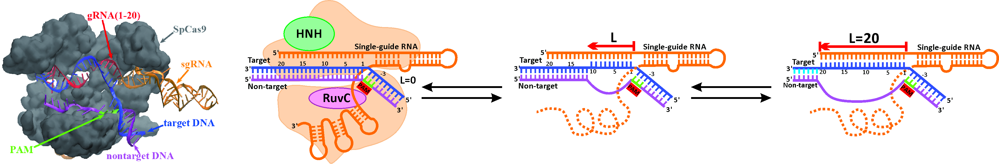 gRNA(1-20)
SpCas9
sgRNA
target DNA
PAM
nontarget DNA
HNH
Single-guide RNA
5'
20 15 10 5 1
Target
3'
-3
5'
Non-target
L=0
PAM
RuvC
5'
3'
3'
L
Single-guide RNA
5'
20 15
Target
3'
10 5 1 -3
5'
Non-target
PAM
5'
3'
L=20
Single-guide RNA
5'
Target
3'
20 15 10 5 1 -3
5'
Non-target
PAM
5'
3'